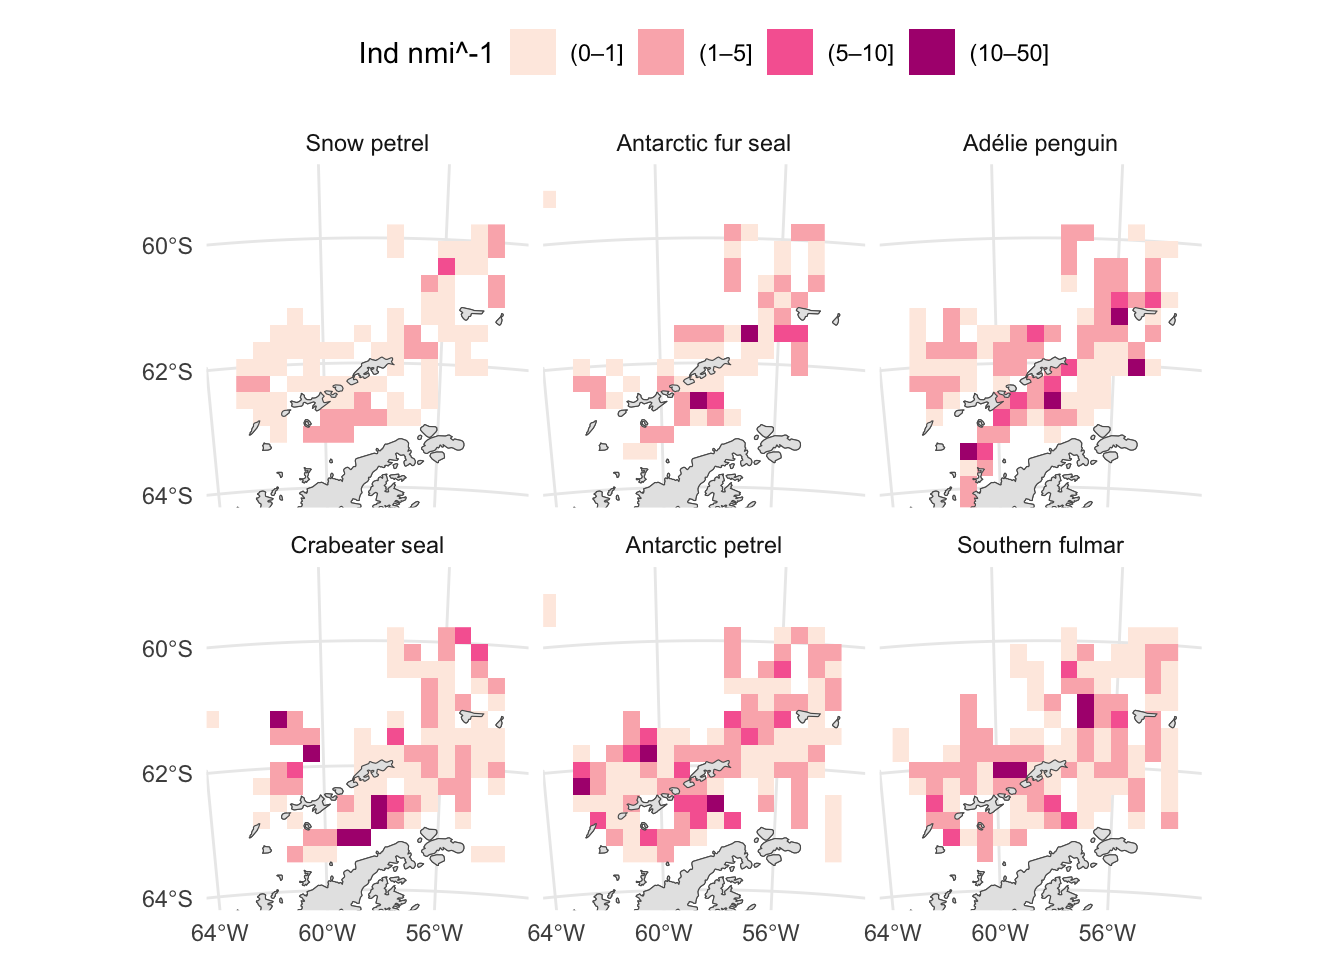 Ind nmi^-1 (0–1] (1–5] (5–10] (10–50]
Snow petrel Antarctic fur seal Adélie penguin
60°S
62°S
64°S
Crabeater seal Antarctic petrel Southern fulmar
60°S
62°S
64°S
64°W 60°W 56°W 64°W 60°W 56°W 64°W 60°W 56°W